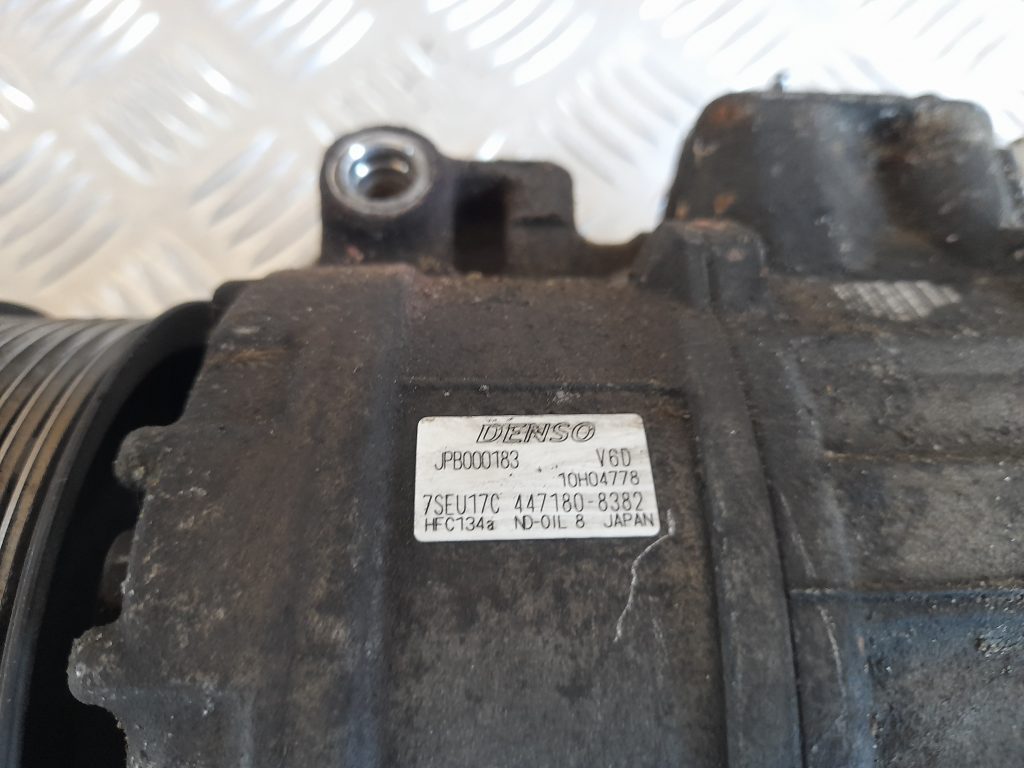 DENSO
JPB000183 V6D
10H04778
7SEU17C 447180-8382
HFC134a ND-OIL 8 JAPAN